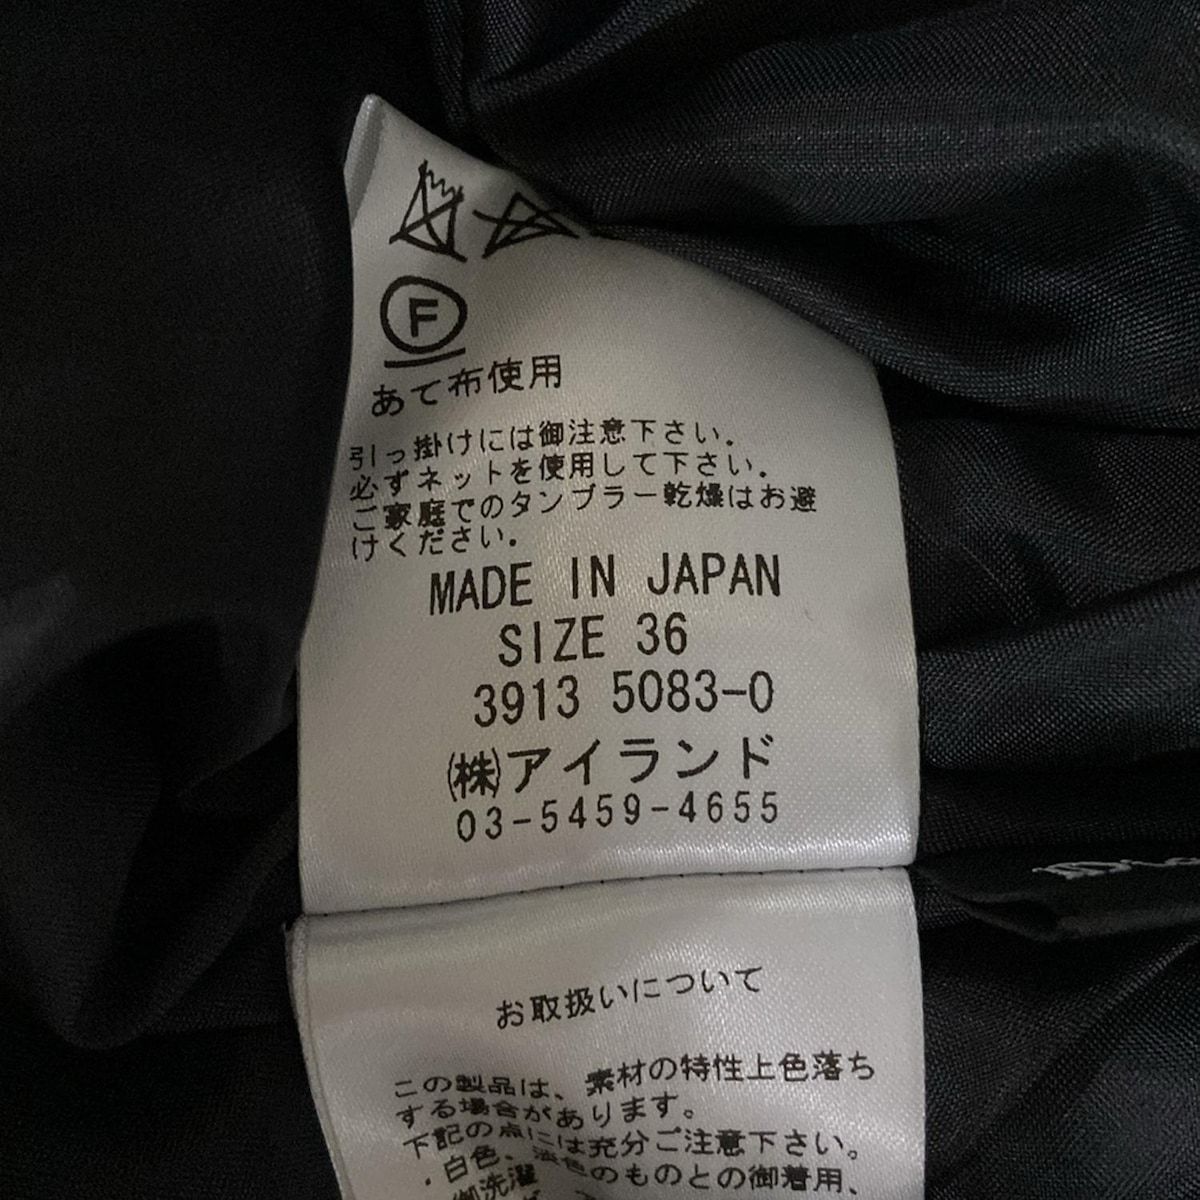 F
あて布使用
引っ掛けには御注意下さい。
必ずネットを使用して下さい。
ご家庭でのタンブラー乾燥はお避
けください。
MADE IN JAPAN
SIZE 36
3913 5083-0
(株)アイランド
03-5459-4655
お取扱いについて
この製品は、素材の特性上色落ち
する場合があります。
下記の点には充分ご注意下さい。
・白色、淡色のものとの御着用、
御洗濯